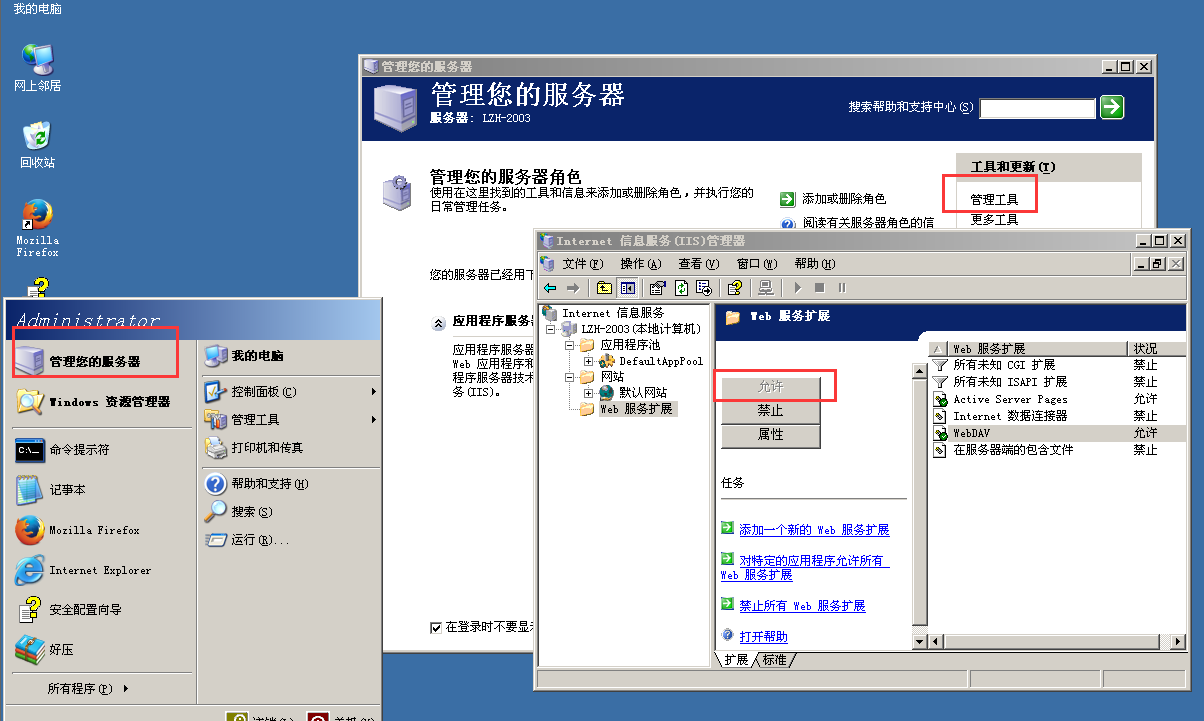 我的电脑
网上邻居
回收站
Mozilla
Firefox
管理您的服务器
管理您的服务器
服务器: LZH-2003
搜索帮助和支持中心(S)
管理您的服务器角色
使用在这里找到的工具和信息来添加或删除角色，并执行您的
日常管理任务。
添加或删除角色
阅读有关服务器角色的信
工具和更新(T)
管理工具
更多工具
您的服务器已经用
应用程序服务
应用程序服务器
Web 应用程序和
程序服务器技术
务(IIS)。
在登录时不要显
Internet 信息服务(IIS)管理器
文件(F) 操作(A) 查看(V) 窗口(W) 帮助(H)
Internet 信息服务
LZH-2003(本地计算机)
应用程序池
DefaultAppPool
网站
默认网站
Web 服务扩展
Web 服务扩展
允许
禁止
属性
任务
添加一个新的 Web 服务扩展
对特定的应用程序允许所有
Web 服务扩展
禁止所有 Web 服务扩展
打开帮助
Web 服务扩展 状况
所有未知 CGI 扩展 禁止
所有未知 ISAPI 扩展 禁止
Active Server Pages 允许
Internet 数据连接器 禁止
WebDAV 允许
在服务器端的包含文件 禁止
扩展 标准
Administrator
管理您的服务器
Windows 资源管理器
C:\_
命令提示符
记事本
Mozilla Firefox
Internet Explorer
安全配置向导
好压
所有程序(P)
我的电脑
控制面板(C)
管理工具
打印机和传真
帮助和支持(H)
搜索(S)
运行(R)...